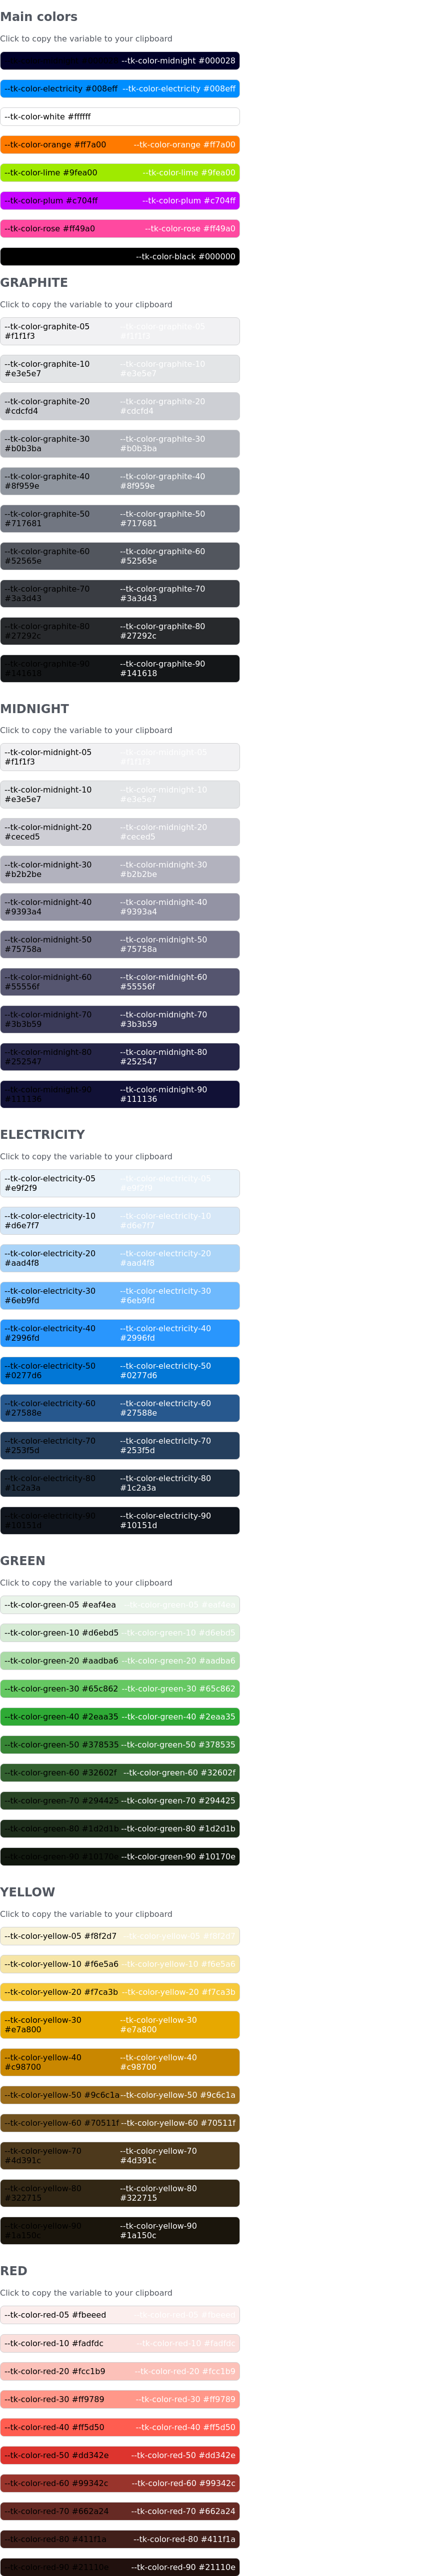 Main colors
Click to copy the variable to your clipboard
--tk-color-midnight #000028
--tk-color-electricity #008eff --tk-color-electricity #008eff
--tk-color-white #ffffff
--tk-color-orange #ff7a00 --tk-color-orange #ff7a00
--tk-color-lime #9fea00 --tk-color-lime #9fea00
--tk-color-plum #c704ff --tk-color-plum #c704ff
--tk-color-rose #ff49a0 --tk-color-rose #ff49a0
--tk-color-black #000000
GRAPHITE
Click to copy the variable to your clipboard
--tk-color-graphite-05 --tk-color-graphite-05
#f1f1f3 #f1f1f3
--tk-color-graphite-10 --tk-color-graphite-10
#e3e5e7 #e3e5e7
--tk-color-graphite-20 --tk-color-graphite-20
#cdcfd4 #cdcfd4
--tk-color-graphite-30 --tk-color-graphite-30
#b0b3ba #b0b3ba
--tk-color-graphite-40 --tk-color-graphite-40
#8f959e #8f959e
--tk-color-graphite-50 --tk-color-graphite-50
#717681 #717681
--tk-color-graphite-60 --tk-color-graphite-60
#52565e #52565e
--tk-color-graphite-70 --tk-color-graphite-70
#3a3d43 #3a3d43
--tk-color-graphite-80 --tk-color-graphite-80
#27292c #27292c
--tk-color-graphite-90 --tk-color-graphite-90
#141618 #141618
MIDNIGHT
Click to copy the variable to your clipboard
--tk-color-midnight-05 --tk-color-midnight-05
#f1f1f3 #f1f1f3
--tk-color-midnight-10 --tk-color-midnight-10
#e3e5e7 #e3e5e7
--tk-color-midnight-20 --tk-color-midnight-20
#ceced5 #ceced5
--tk-color-midnight-30 --tk-color-midnight-30
#b2b2be #b2b2be
--tk-color-midnight-40 --tk-color-midnight-40
#9393a4 #9393a4
--tk-color-midnight-50 --tk-color-midnight-50
#75758a #75758a
--tk-color-midnight-60 --tk-color-midnight-60
#55556f #55556f
--tk-color-midnight-70 --tk-color-midnight-70
#3b3b59 #3b3b59
--tk-color-midnight-80 --tk-color-midnight-80
#252547 #252547
--tk-color-midnight-90 --tk-color-midnight-90
#111136 #111136
ELECTRICITY
Click to copy the variable to your clipboard
--tk-color-electricity-05 --tk-color-electricity-05
#e9f2f9 #e9f2f9
--tk-color-electricity-10 --tk-color-electricity-10
#d6e7f7 #d6e7f7
--tk-color-electricity-20 --tk-color-electricity-20
#aad4f8 #aad4f8
--tk-color-electricity-30 --tk-color-electricity-30
#6eb9fd #6eb9fd
--tk-color-electricity-40 --tk-color-electricity-40
#2996fd #2996fd
--tk-color-electricity-50 --tk-color-electricity-50
#0277d6 #0277d6
--tk-color-electricity-60 --tk-color-electricity-60
#27588e #27588e
--tk-color-electricity-70 --tk-color-electricity-70
#253f5d #253f5d
--tk-color-electricity-80 --tk-color-electricity-80
#1c2a3a #1c2a3a
--tk-color-electricity-90 --tk-color-electricity-90
#10151d #10151d
GREEN
Click to copy the variable to your clipboard
--tk-color-green-05 #eaf4ea --tk-color-green-05 #eaf4ea
--tk-color-green-10 #d6ebd5 --tk-color-green-10 #d6ebd5
--tk-color-green-20 #aadba6 --tk-color-green-20 #aadba6
--tk-color-green-30 #65c862 --tk-color-green-30 #65c862
--tk-color-green-40 #2eaa35 --tk-color-green-40 #2eaa35
--tk-color-green-50 #378535 --tk-color-green-50 #378535
--tk-color-green-60 #32602f --tk-color-green-60 #32602f
--tk-color-green-70 #294425 --tk-color-green-70 #294425
--tk-color-green-80 #1d2d1b --tk-color-green-80 #1d2d1b
--tk-color-green-90 #10170e --tk-color-green-90 #10170e
YELLOW
Click to copy the variable to your clipboard
--tk-color-yellow-05 #f8f2d7 --tk-color-yellow-05 #f8f2d7
--tk-color-yellow-10 #f6e5a6 --tk-color-yellow-10 #f6e5a6
--tk-color-yellow-20 #f7ca3b --tk-color-yellow-20 #f7ca3b
--tk-color-yellow-30 --tk-color-yellow-30
#e7a800 #e7a800
--tk-color-yellow-40 --tk-color-yellow-40
#c98700 #c98700
--tk-color-yellow-50 #9c6c1a --tk-color-yellow-50 #9c6c1a
--tk-color-yellow-60 #70511f --tk-color-yellow-60 #70511f
--tk-color-yellow-70 --tk-color-yellow-70
#4d391c #4d391c
--tk-color-yellow-80 --tk-color-yellow-80
#322715 #322715
--tk-color-yellow-90 --tk-color-yellow-90
#1a150c #1a150c
RED
Click to copy the variable to your clipboard
--tk-color-red-05 #fbeeed --tk-color-red-05 #fbeeed
--tk-color-red-10 #fadfdc --tk-color-red-10 #fadfdc
--tk-color-red-20 #fcc1b9 --tk-color-red-20 #fcc1b9
--tk-color-red-30 #ff9789 --tk-color-red-30 #ff9789
--tk-color-red-40 #ff5d50 --tk-color-red-40 #ff5d50
--tk-color-red-50 #dd342e --tk-color-red-50 #dd342e
--tk-color-red-60 #99342c --tk-color-red-60 #99342c
--tk-color-red-70 #662a24 --tk-color-red-70 #662a24
--tk-color-red-80 #411f1a --tk-color-red-80 #411f1a
--tk-color-red-90 #21110e --tk-color-red-90 #21110e